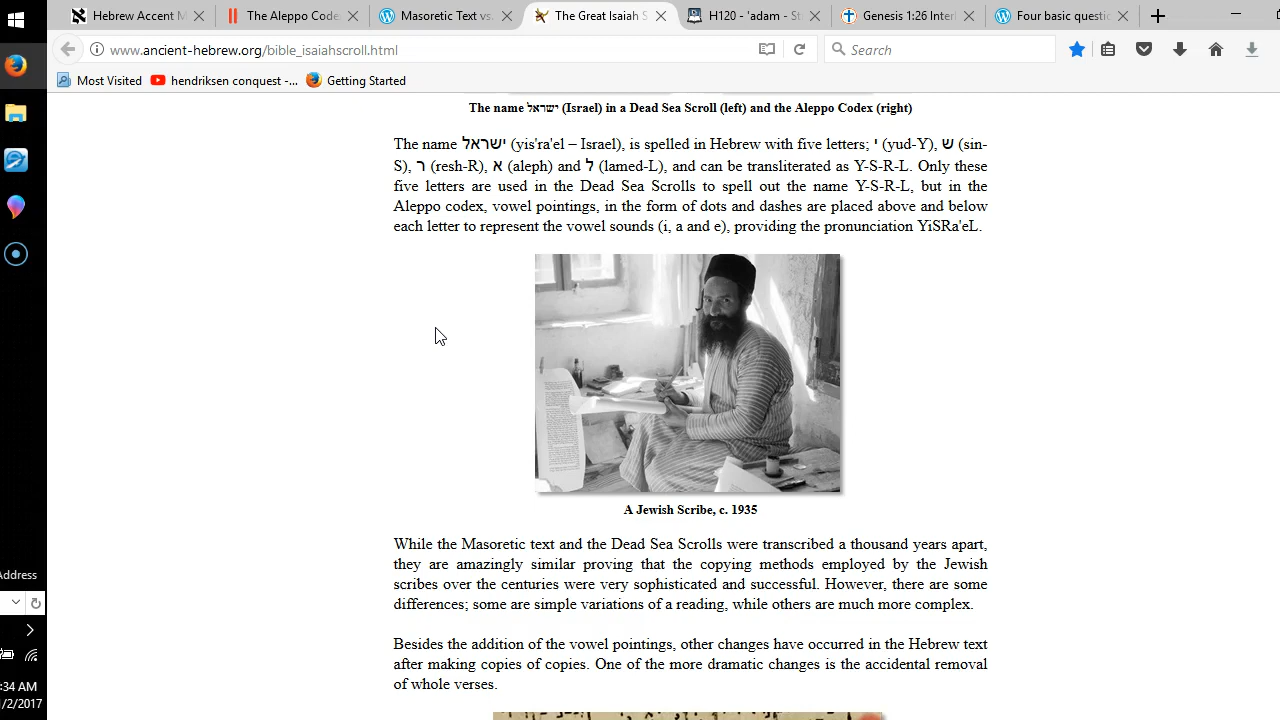 Hebrew Accent M
The Aleppo Code
Masoretic Text vs.
The Great Isaiah S
H120 - 'adam - St
Genesis 1:26 Inter
Four basic questio
www.ancient-hebrew.org/bible_isaiahscroll.html
Search
Most Visited
hendriksen conquest -...
Getting Started
The name ישראל (Israel) in a Dead Sea Scroll (left) and the Aleppo Codex (right)
The name ישראל (yis'ra'el – Israel), is spelled in Hebrew with five letters; י (yud-Y), ש (sin-
S), ר (resh-R), א (aleph) and ל (lamed-L), and can be transliterated as Y-S-R-L. Only these
five letters are used in the Dead Sea Scrolls to spell out the name Y-S-R-L, but in the
Aleppo codex, vowel pointings, in the form of dots and dashes are placed above and below
each letter to represent the vowel sounds (i, a and e), providing the pronunciation YiSRa'eL.
A Jewish Scribe, c. 1935
While the Masoretic text and the Dead Sea Scrolls were transcribed a thousand years apart,
they are amazingly similar proving that the copying methods employed by the Jewish
scribes over the centuries were very sophisticated and successful. However, there are some
differences; some are simple variations of a reading, while others are much more complex.
Besides the addition of the vowel pointings, other changes have occurred in the Hebrew text
after making copies of copies. One of the more dramatic changes is the accidental removal
of whole verses.
Address
:34 AM
1/2/2017